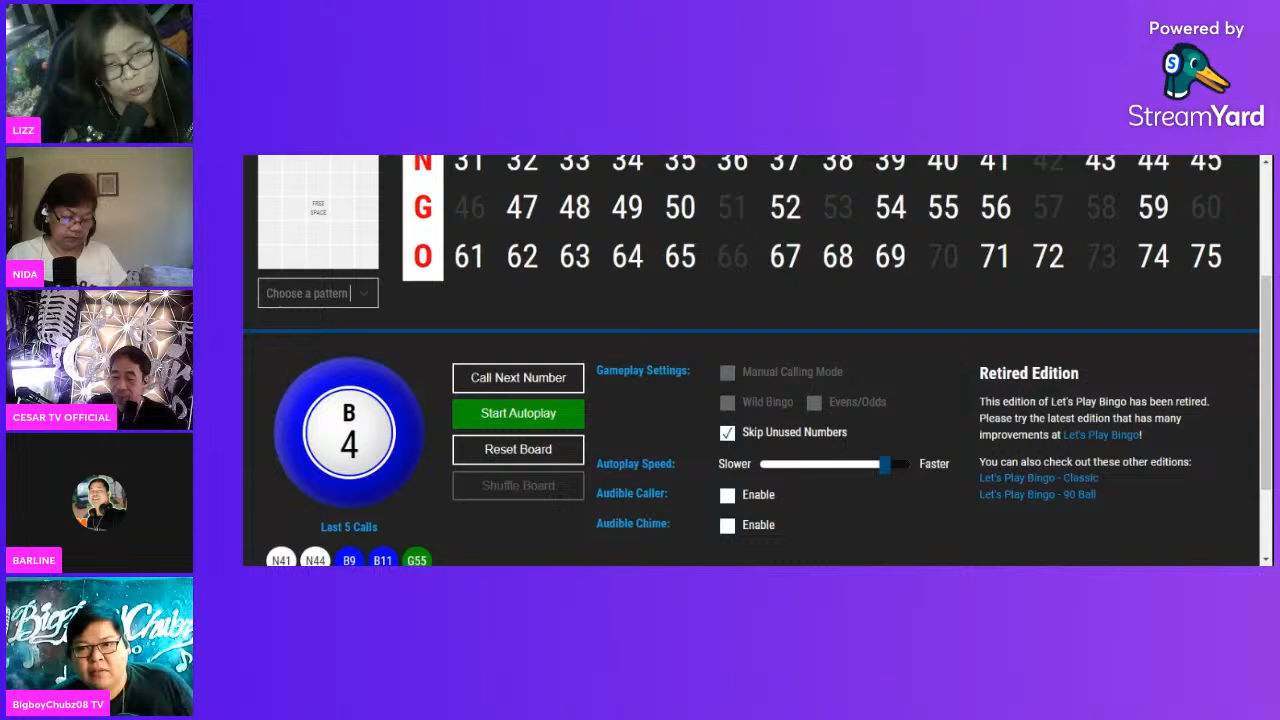 Powered by
StreamYard
LIZZ
NIDA
CESAR TV OFFICIAL
BARLINE
BigboyChubz08 TV
N 31 32 33 34 35 36 37 38 39 40 41 42 43 44 45
G 46 47 48 49 50 51 52 53 54 55 56 57 58 59 60
O 61 62 63 64 65 66 67 68 69 70 71 72 73 74 75
FREE
SPACE
Choose a pattern
B
4
Last 5 Calls
N41 N44 B9 B11 G55
Call Next Number
Start Autoplay
Reset Board
Shuffle Board
Gameplay Settings:
Manual Calling Mode
Wild Bingo Evens/Odds
Skip Unused Numbers
Autoplay Speed: Slower Faster
Audible Caller: Enable
Audible Chime: Enable
Retired Edition
This edition of Let's Play Bingo has been retired.
Please try the latest edition that has many
improvements at Let's Play Bingo!
You can also check out these other editions:
Let's Play Bingo - Classic
Let's Play Bingo - 90 Ball